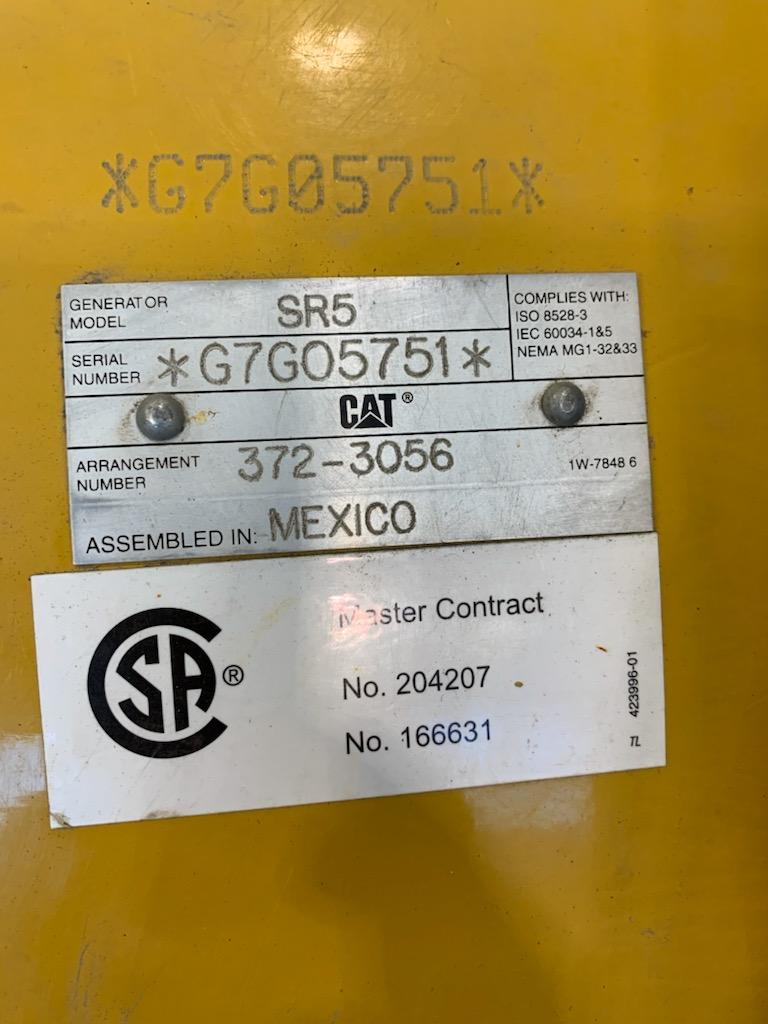 *G7G05751*
GENERATOR MODEL SR5
COMPLIES WITH:
ISO 8528-3
IEC 60034-1&5
NEMA MG1-32&33
SERIAL NUMBER *G7G05751*
CAT®
ARRANGEMENT NUMBER 372-3056
1W-7848 6
ASSEMBLED IN: MEXICO
CSA®
Master Contract
No. 204207
No. 166631
423996-01
TL